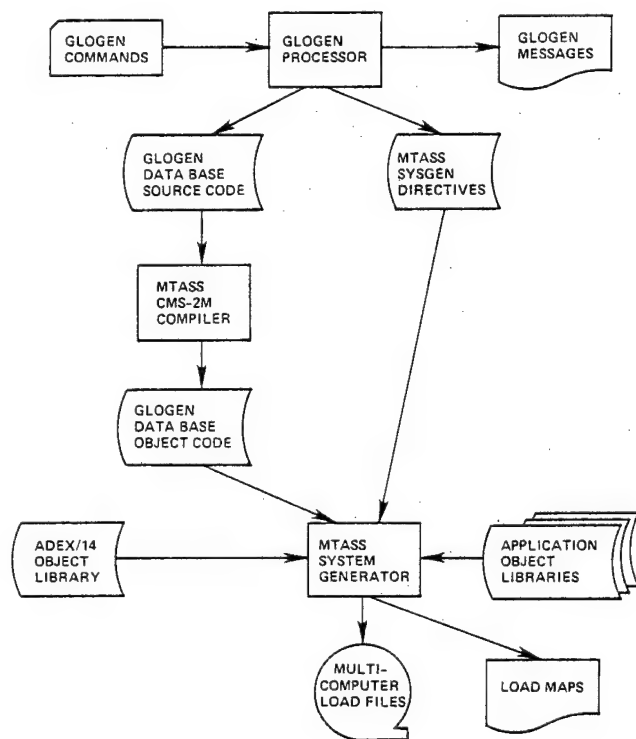 GLOGEN
COMMANDS
GLOGEN
PROCESSOR
GLOGEN
MESSAGES
GLOGEN
DATA BASE
SOURCE CODE
MTASS
SYSGEN
DIRECTIVES
MTASS
CMS-2M
COMPILER
GLOGEN
DATA BASE
OBJECT CODE
ADEX/14
OBJECT
LIBRARY
MTASS
SYSTEM
GENERATOR
APPLICATION
OBJECT
LIBRARIES
MULTI-
COMPUTER
LOAD FILES
LOAD MAPS